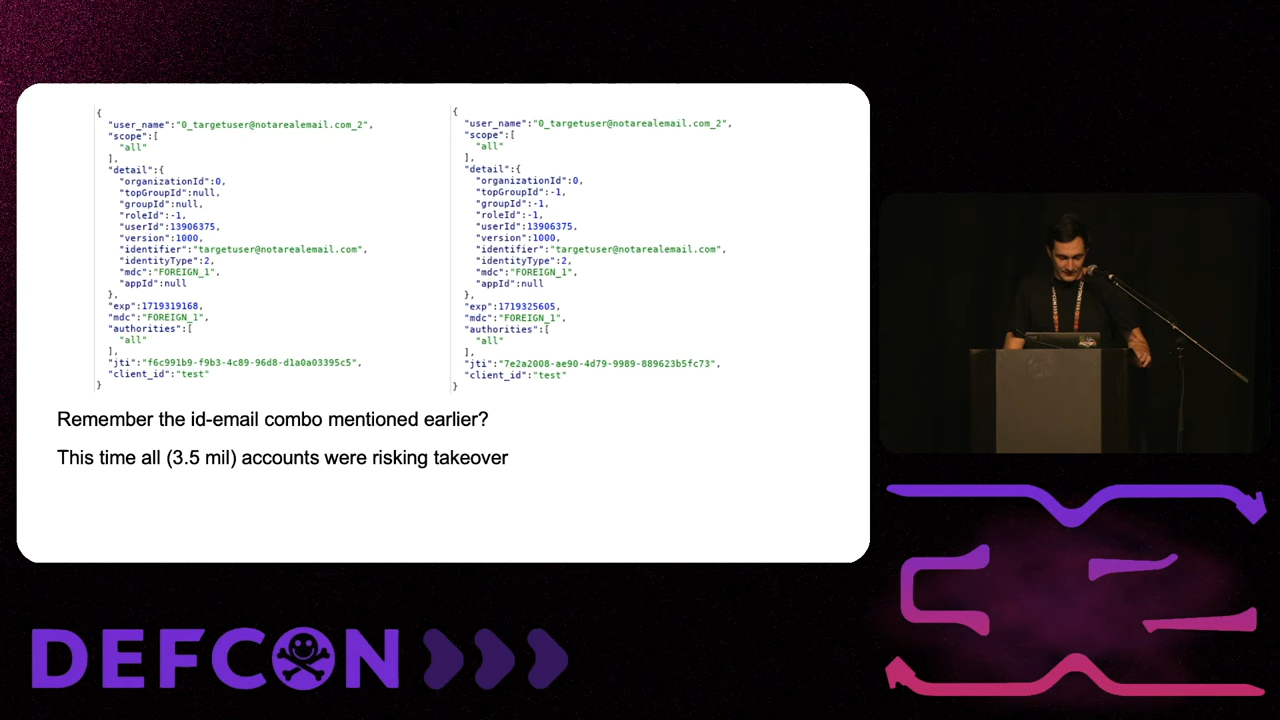 {
"user_name":"0_targetuser@notarealemail.com_2",
"scope":[
"all"
],
"detail":{
"organizationId":0,
"topGroupId":null,
"groupId":null,
"roleId":-1,
"userId":13906375,
"version":1000,
"identifier":"targetuser@notarealemail.com",
"identityType":2,
"mdc":"FOREIGN_1",
"appId":null
},
"exp":1719319168,
"mdc":"FOREIGN_1",
"authorities":[
"all"
],
"jti":"f6c991b9-f9b3-4c89-96d8-d1a0a03395c5",
"client_id":"test"
}
{
"user_name":"0_targetuser@notarealemail.com_2",
"scope":[
"all"
],
"detail":{
"organizationId":0,
"topGroupId":-1,
"groupId":-1,
"roleId":-1,
"userId":13906375,
"version":1000,
"identifier":"targetuser@notarealemail.com",
"identityType":2,
"mdc":"FOREIGN_1",
"appId":null
},
"exp":1719325605,
"mdc":"FOREIGN_1",
"authorities":[
"all"
],
"jti":"7e2a2008-ae90-4d79-9989-889623b5fc73",
"client_id":"test"
}
Remember the id-email combo mentioned earlier?
This time all (3.5 mil) accounts were risking takeover
DEFCON